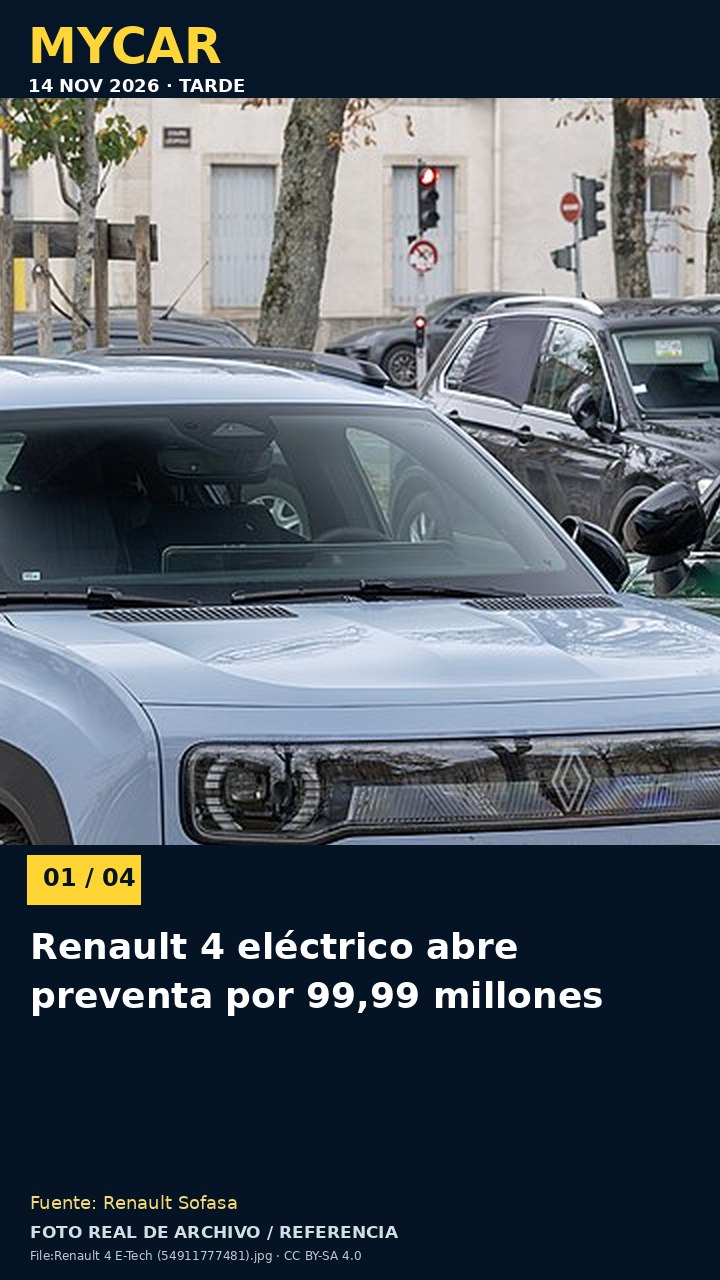 MYCAR
14 NOV 2026 · TARDE
01 / 04
Renault 4 eléctrico abre
preventa por 99,99 millones
Fuente: Renault Sofasa
FOTO REAL DE ARCHIVO / REFERENCIA
File:Renault 4 E-Tech (54911777481).jpg · CC BY-SA 4.0